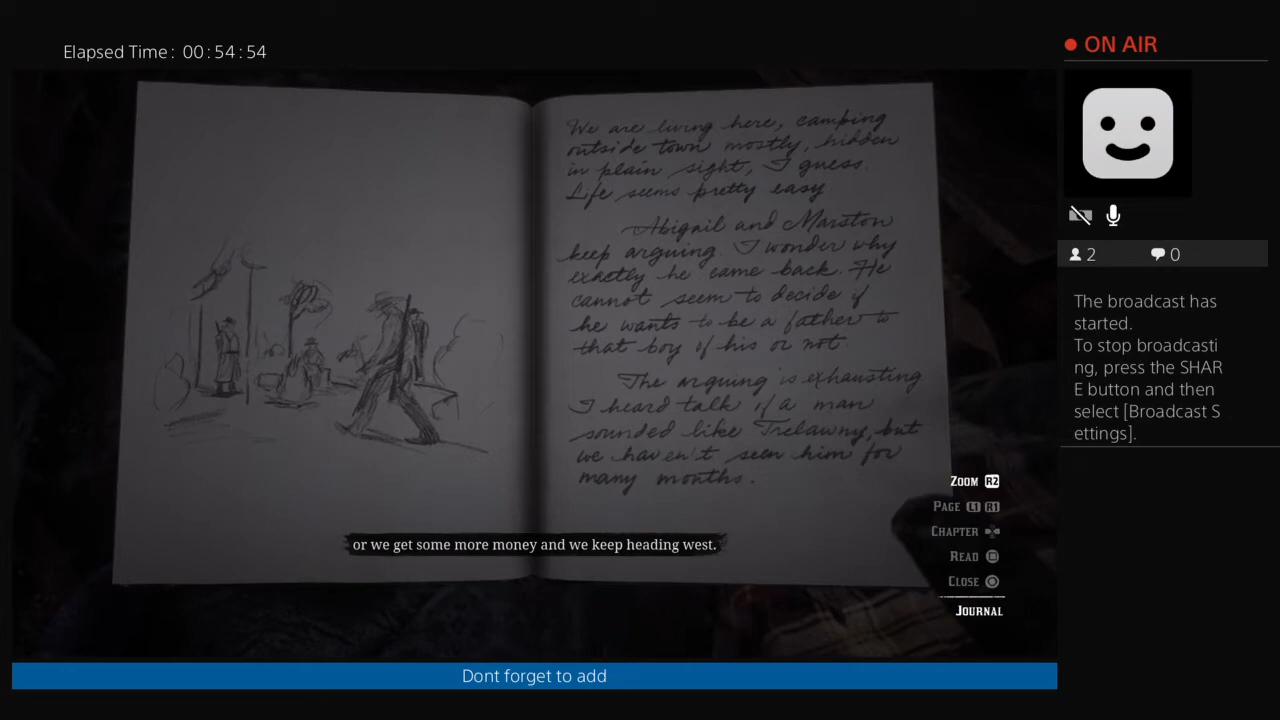 Elapsed Time: 00:54:54
ON AIR
We are living here, camping
outside town mostly, hidden
in plain sight, I guess.
Life seems pretty easy
Abigail and Marston
keep arguing. I wonder why
exactly he came back. He
cannot seem to decide if
he wants to be a father to
that boy of his or not.
The arguing is exhausting
I heard talk of a man
sounded like Trelawny, but
we haven't seen him for
many months.
or we get some more money and we keep heading west.
ZOOM R2
PAGE L1 R1
CHAPTER
READ
CLOSE
JOURNAL
2
0
The broadcast has
started.
To stop broadcasti
ng, press the SHAR
E button and then
select [Broadcast S
ettings].
Dont forget to add